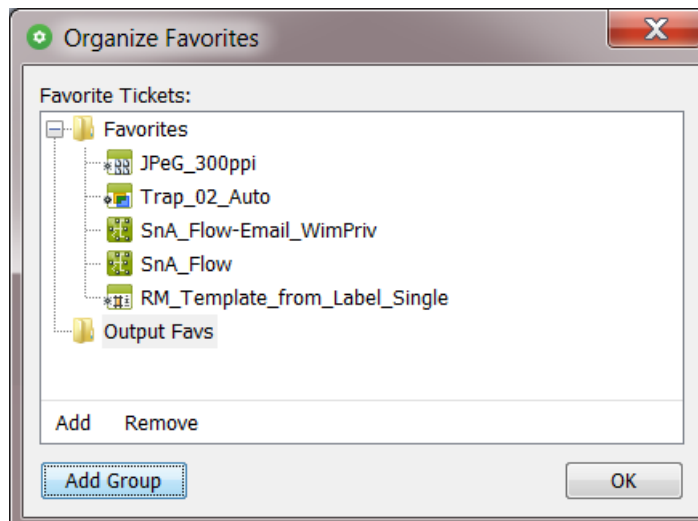 Organize Favorites
Favorite Tickets:
Favorites
JPeG_300ppi
Trap_02_Auto
SnA_Flow-Email_WimPriv
SnA_Flow
RM_Template_from_Label_Single
Output Favs
Add Remove
Add Group OK